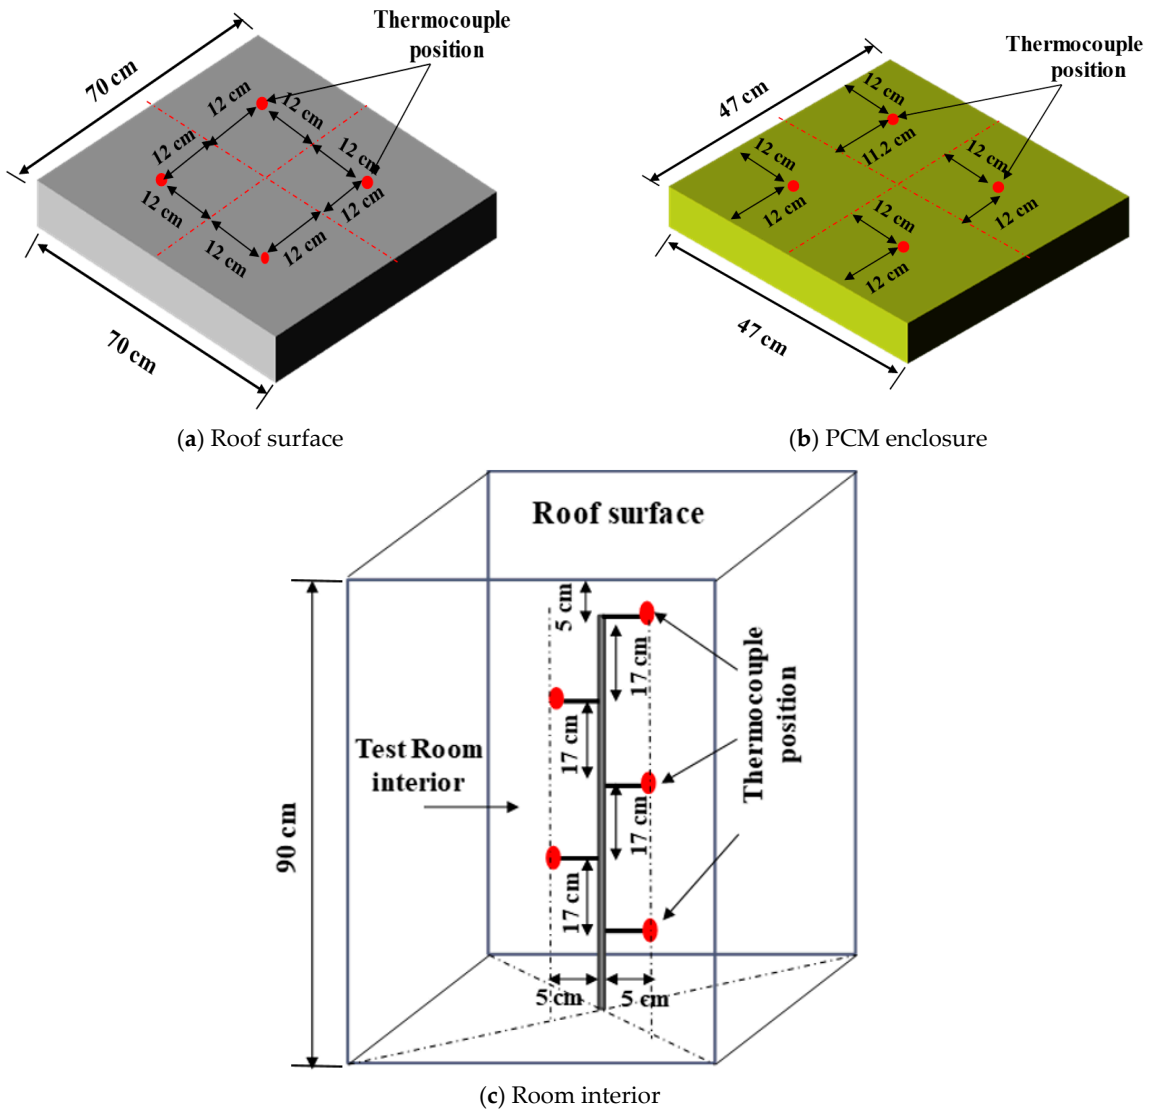 Thermocouple
position
70 cm
12 cm
12 cm
12 cm
12 cm
12 cm
12 cm
12 cm
12 cm
70 cm
(a) Roof surface
Thermocouple
position
47 cm
12 cm
11.2 cm
12 cm
12 cm
12 cm
12 cm
12 cm
12 cm
47 cm
(b) PCM enclosure
Roof surface
5 cm
17 cm
17 cm
17 cm
17 cm
Test Room
interior
Thermocouple
position
90 cm
5 cm
5 cm
(c) Room interior